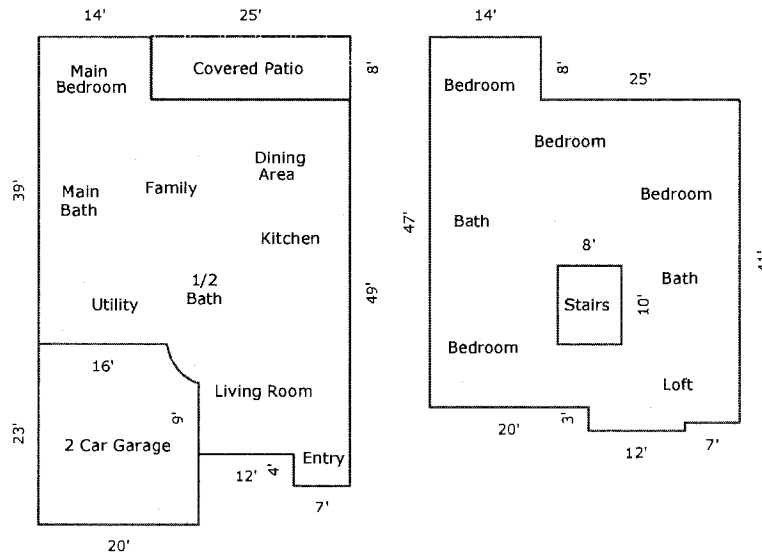 14'
25'
Main
Bedroom
Covered Patio
8'
39'
Main
Bath
Family
Dining
Area
Kitchen
49'
1/2
Bath
Utility
16'
Living Room
23'
2 Car Garage
9'
12'
4'
Entry
7'
20'
14'
Bedroom
8'
25'
Bedroom
Bedroom
47'
Bath
8'
Bath
41'
Stairs
10'
Bedroom
Loft
20'
3'
12'
7'